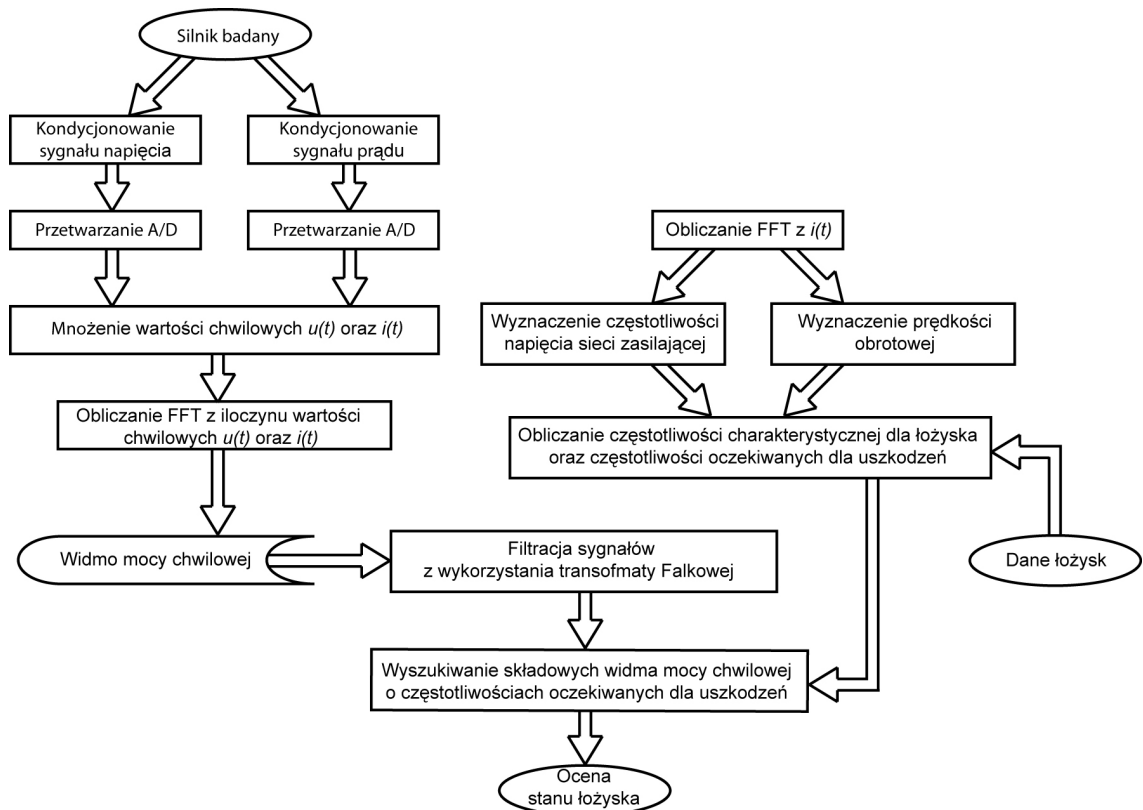 Silnik badany
Kondycjonowanie
sygnału napięcia
Kondycjonowanie
sygnału prądu
Przetwarzanie A/D
Przetwarzanie A/D
Mnożenie wartości chwilowych u(t) oraz i(t)
Obliczanie FFT z iloczynu wartości
chwilowych u(t) oraz i(t)
Widmo mocy chwilowej
Obliczanie FFT z i(t)
Wyznaczenie częstotliwości
napięcia sieci zasilającej
Wyznaczenie prędkości
obrotowej
Obliczanie częstotliwości charakterystycznej dla łożyska
oraz częstotliwości oczekiwanych dla uszkodzeń
Dane łożysk
Filtracja sygnałów
z wykorzystania transofmaty Falkowej
Wyszukiwanie składowych widma mocy chwilowej
o częstotliwościach oczekiwanych dla uszkodzeń
Ocena
stanu łożyska